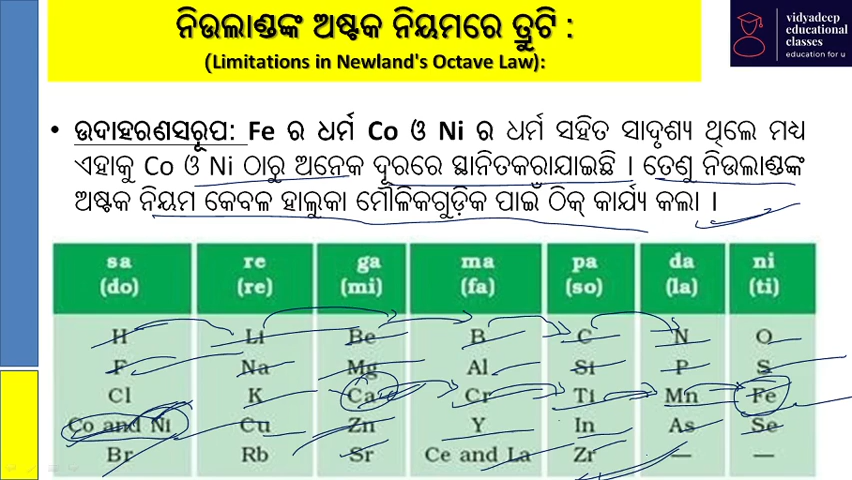 ନିଉଲାଣ୍ଡଙ୍କ ଅଷ୍ଟକ ନିୟମରେ ତ୍ରୁଟି :
(Limitations in Newland's Octave Law):
vidyadeep
educational
classes
education for u
• ଉଦାହରଣସରୂପ: Fe ର ଧର୍ମ Co ଓ Ni ର ଧର୍ମ ସହିତ ସାଦୃଶ୍ୟ ଥିଲେ ମଧ୍ୟ
ଏହାକୁ Co ଓ Ni ଠାରୁ ଅନେକ ଦୂରରେ ସ୍ଥାନିତକରାଯାଇଛି । ତେଣୁ ନିଉଲାଣ୍ଡଙ୍କ
ଅଷ୍ଟକ ନିୟମ କେବଳ ହାଲୁକା ମୌଳିକଗୁଡ଼ିକ ପାଇଁ ଠିକ୍ କାର୍ଯ୍ୟ କଲା ।
sa re ga ma pa da ni
(do) (re) (mi) (fa) (so) (la) (ti)
H Li Be B C N O
F Na Mg Al Si P S
Cl K Ca Cr Ti Mn Fe
Co and Ni Cu Zn Y In As Se
Br Rb Sr Ce and La Zr — —